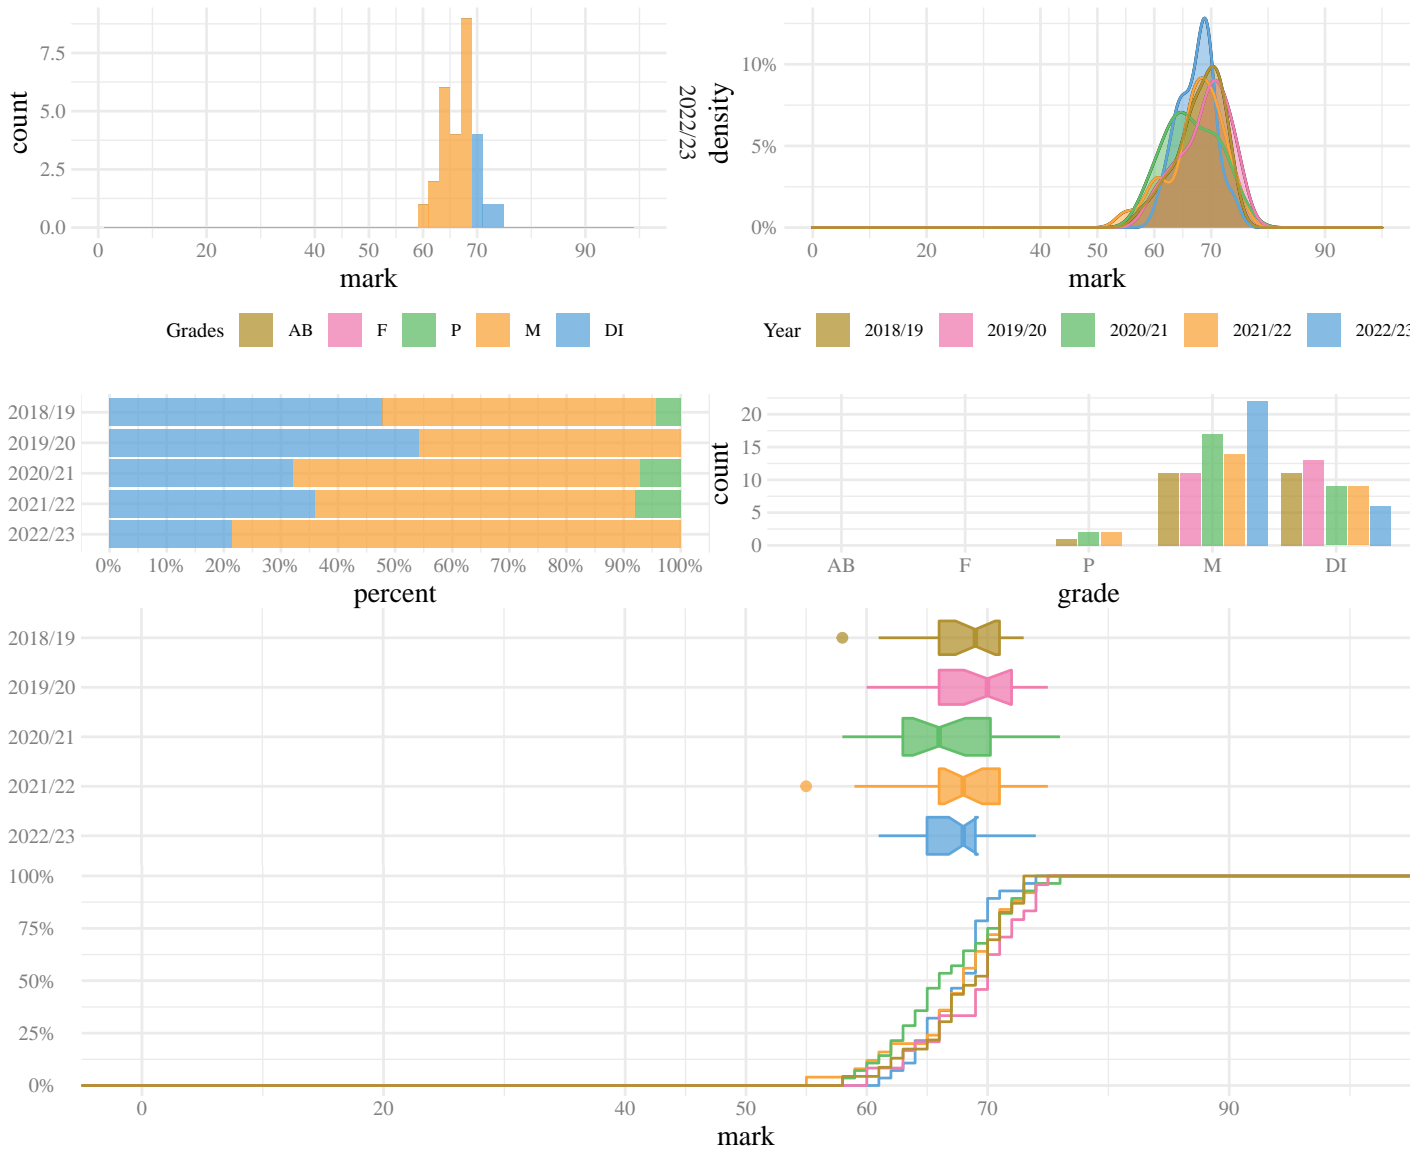 7.5
5.0
2.5
0.0
count
0 20 40 50 60 70 90
mark
2022/23
10%
5%
0%
density
0 20 40 50 60 70 90
mark
Grades AB F P M DI
Year 2018/19 2019/20 2020/21 2021/22 2022/23
2018/19
2019/20
2020/21
2021/22
2022/23
0% 10% 20% 30% 40% 50% 60% 70% 80% 90% 100%
percent
20
15
10
5
0
count
AB F P M DI
grade
2018/19
2019/20
2020/21
2021/22
2022/23
100%
75%
50%
25%
0%
0 20 40 50 60 70 90
mark